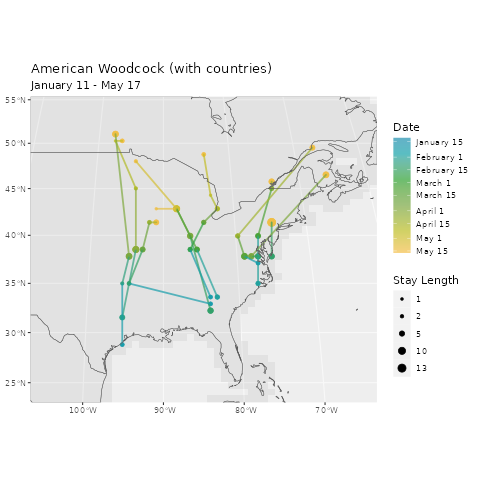 American Woodcock (with countries)
January 11 - May 17
55°N
50°N
45°N
40°N
35°N
30°N
25°N
100°W
90°W
80°W
70°W
Date
January 15
February 1
February 15
March 1
March 15
April 1
April 15
May 1
May 15
Stay Length
1
2
5
10
13